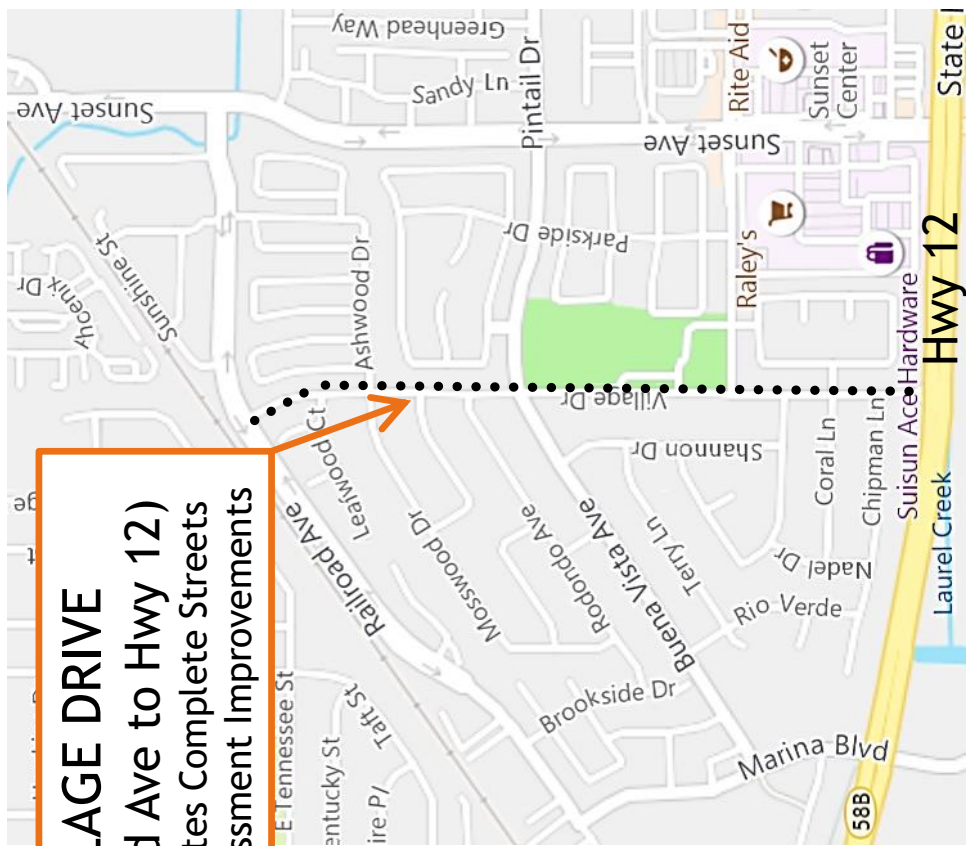 LAGE DRIVE
d Ave to Hwy 12)
tes Complete Streets
ssment Improvements
Greenhead Way
Sandy Ln
Pintail Dr
Sunset Ave
Sunset Ave
Rite Aid
Sunset
Center
State
Phoenix Dr
Sunshine St
Ashwood Dr
Parkside Dr
Raley's
Suisun Ace Hardware
Hwy 12
Village Dr
Leafwood Ct
Shannon Dr
Coral Ln
Chipman Ln
Laurel Creek
Railroad Ave
Mosswood Dr
Rodondo Ave
Buena Vista Ave
Terry Ln
Nadel Dr
Rio Verde
Brookside Dr
Marina Blvd
E Tennessee St
Taft St
entucky St
ire Pl
58B